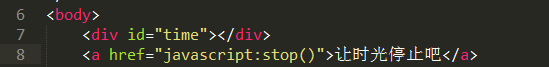 6 <body>
7 <div id="time"></div>
8 <a href="javascript:stop()">让时光停止吧</a>